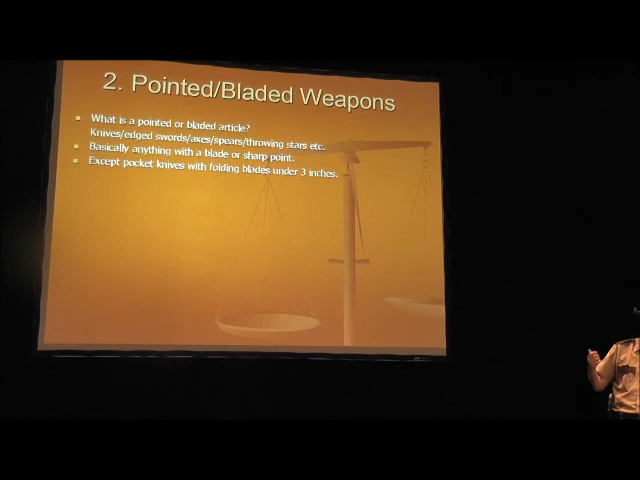 2. Pointed/Bladed Weapons
What is a pointed or bladed article?
Knives/edged swords/axes/spears/throwing stars etc.
Basically anything with a blade or sharp point.
Except pocket knives with folding blades under 3 inches.